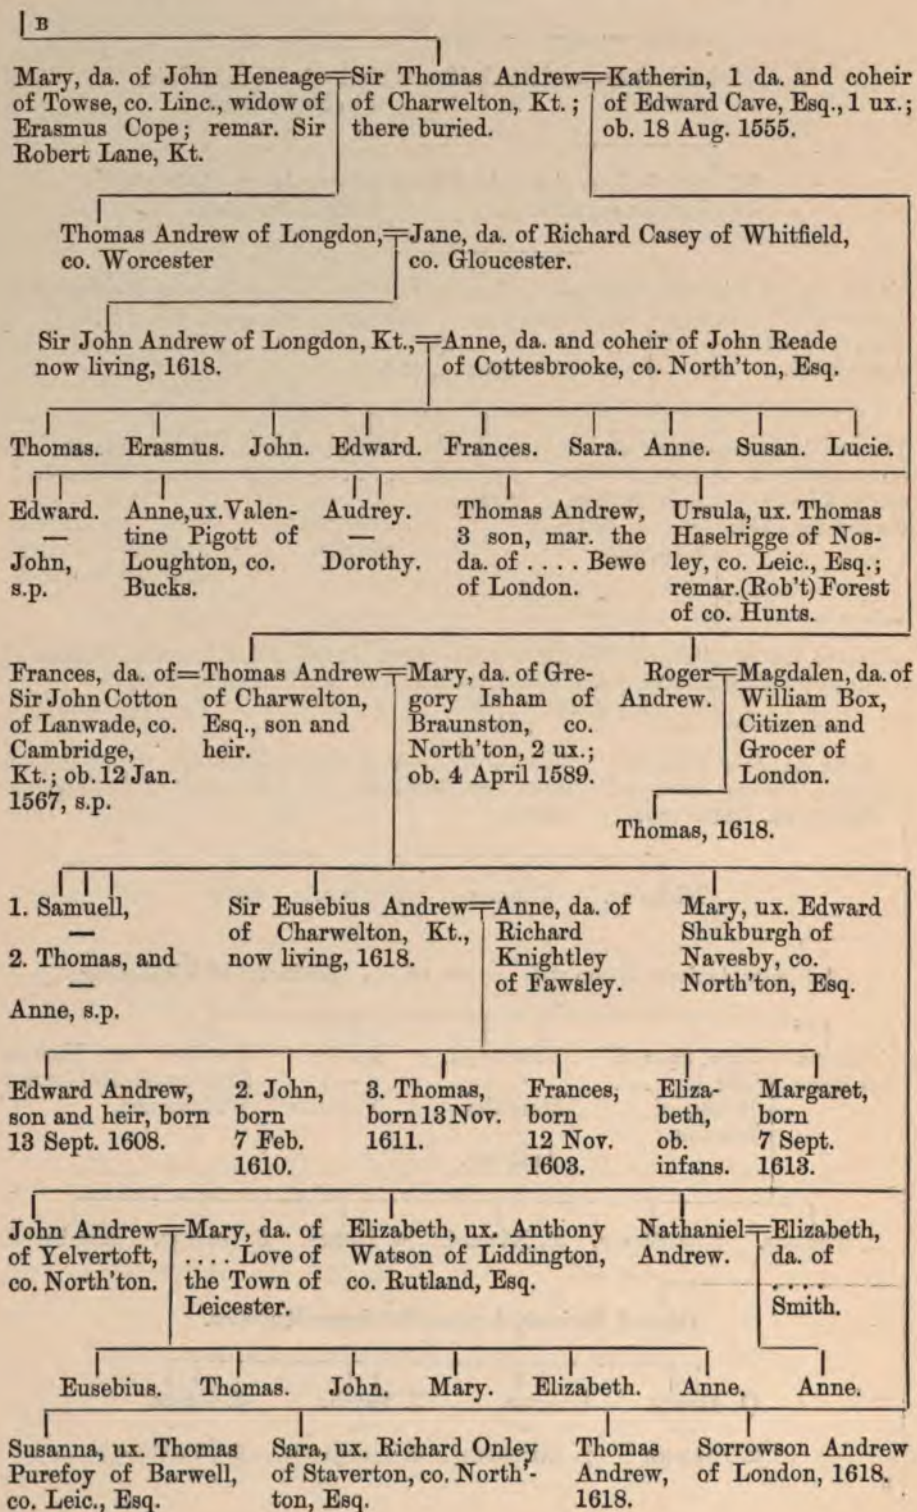 B
Mary, da. of John Heneage
of Towse, co. Linc., widow of
Erasmus Cope; remar. Sir
Robert Lane, Kt.
Sir Thomas Andrew
of Charwelton, Kt.;
there buried.
Katherin, 1 da. and coheir
of Edward Cave, Esq., 1 ux.;
ob. 18 Aug. 1555.
Thomas Andrew of Longdon,
co. Worcester
Jane, da. of Richard Casey of Whitfield,
co. Gloucester.
Sir John Andrew of Longdon, Kt.,
now living, 1618.
Anne, da. and coheir of John Reade
of Cottesbrooke, co. North'ton, Esq.
Thomas. Erasmus. John. Edward. Frances. Sara. Anne. Susan. Lucie.
Edward.
—
John,
s.p.
Anne, ux. Valen-
tine Pigott of
Loughton, co.
Bucks.
Audrey.
—
Dorothy.
Thomas Andrew,
3 son, mar. the
da. of .... Bewe
of London.
Ursula, ux. Thomas
Haselrigge of Nos-
ley, co. Leic., Esq.;
remar. (Rob't) Forest
of co. Hunts.
Frances, da. of
Sir John Cotton
of Lanwade, co.
Cambridge,
Kt.; ob. 12 Jan.
1567, s.p.
Thomas Andrew
of Charwelton,
Esq., son and
heir.
Mary, da. of Gre-
gory Isham of
Braunston, co.
North'ton, 2 ux.;
ob. 4 April 1589.
Roger
Andrew.
Magdalen, da. of
William Box,
Citizen and
Grocer of
London.
Thomas, 1618.
1. Samuell,
—
2. Thomas, and
—
Anne, s.p.
Sir Eusebius Andrew
of Charwelton, Kt.,
now living, 1618.
Anne, da. of
Richard
Knightley
of Fawsley.
Mary, ux. Edward
Shukburgh of
Navesby, co.
North'ton, Esq.
Edward Andrew,
son and heir, born
13 Sept. 1608.
2. John,
born
7 Feb.
1610.
3. Thomas,
born 13 Nov.
1611.
Frances,
born
12 Nov.
1603.
Eliza-
beth,
ob.
infans.
Margaret,
born
7 Sept.
1613.
John Andrew
of Yelvertoft,
co. North'ton.
Mary, da. of
.... Love of
the Town of
Leicester.
Elizabeth, ux. Anthony
Watson of Liddington,
co. Rutland, Esq.
Nathaniel
Andrew.
Elizabeth,
da. of
....
Smith.
Eusebius. Thomas. John. Mary. Elizabeth. Anne. Anne.
Susanna, ux. Thomas
Purefoy of Barwell,
co. Leic., Esq.
Sara, ux. Richard Onley
of Staverton, co. North'-
ton, Esq.
Thomas
Andrew,
1618.
Sorrowson Andrew
of London, 1618.